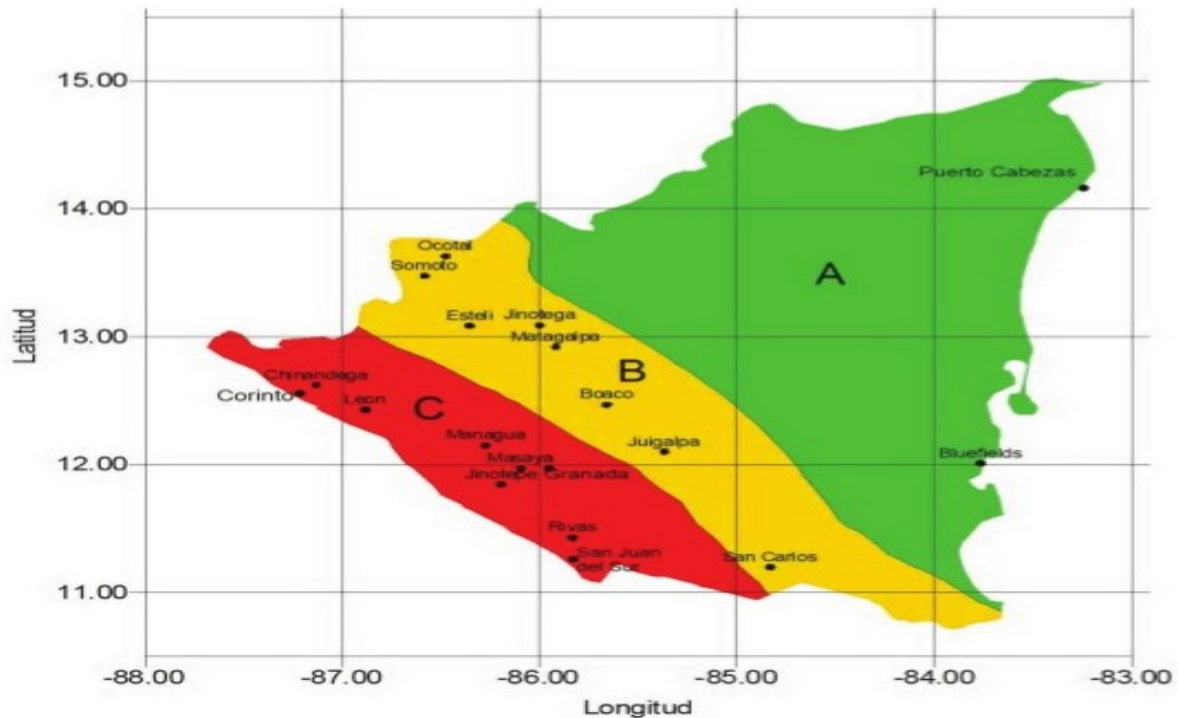 15.00
Puerto Cabezas
14.00
Ocotal
Somoto
A
13.00
Esteli Jinotega
Matagalpa
B
Chinandega
Corinto
Leon
C
Boaco
Managua
Juigalpa
12.00
Masaya
Bluefields
Jinotepe Granada
Rivas
San Juan
del Sur
San Carlos
11.00
Latitud
-88.00 -87.00 -86.00 -85.00 -84.00 -83.00
Longitud